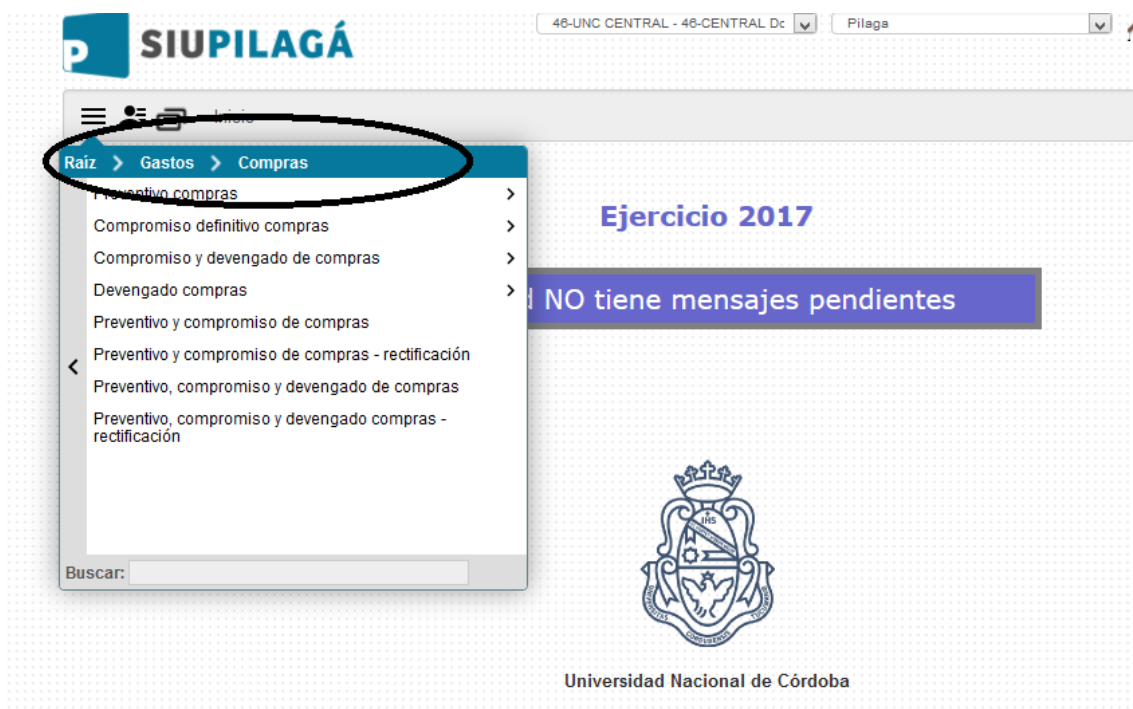 SIUPILAGÁ
46-UNC CENTRAL - 46-CENTRAL Dc
Pilaga
Inicio
Raíz > Gastos > Compras
Preventivo compras
Compromiso definitivo compras
Compromiso y devengado de compras
Devengado compras
Preventivo y compromiso de compras
Preventivo y compromiso de compras - rectificación
Preventivo, compromiso y devengado de compras
Preventivo, compromiso y devengado compras -
rectificación
Buscar:
Ejercicio 2017
NO tiene mensajes pendientes
IHS
Universidad Nacional de Córdoba